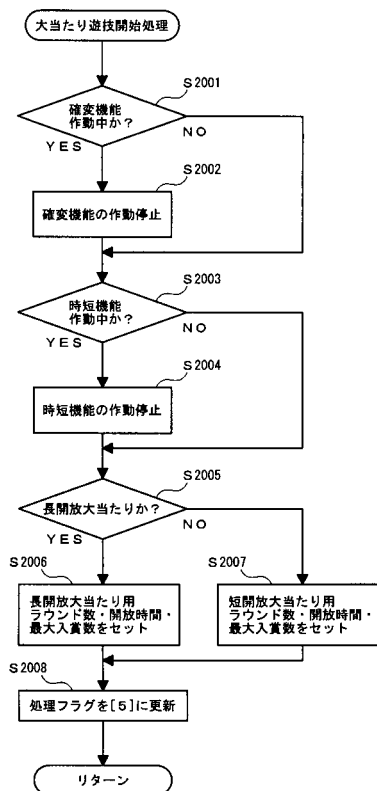 大当たり遊技開始処理
S2001
確変機能
作動中か？
YES
NO
S2002
確変機能の作動停止
S2003
時短機能
作動中か？
YES
NO
S2004
時短機能の作動停止
S2005
長開放大当たりか？
YES
NO
S2006
長開放大当たり用
ラウンド数・開放時間・
最大入賞数をセット
S2007
短開放大当たり用
ラウンド数・開放時間・
最大入賞数をセット
S2008
処理フラグを[5]に更新
リターン